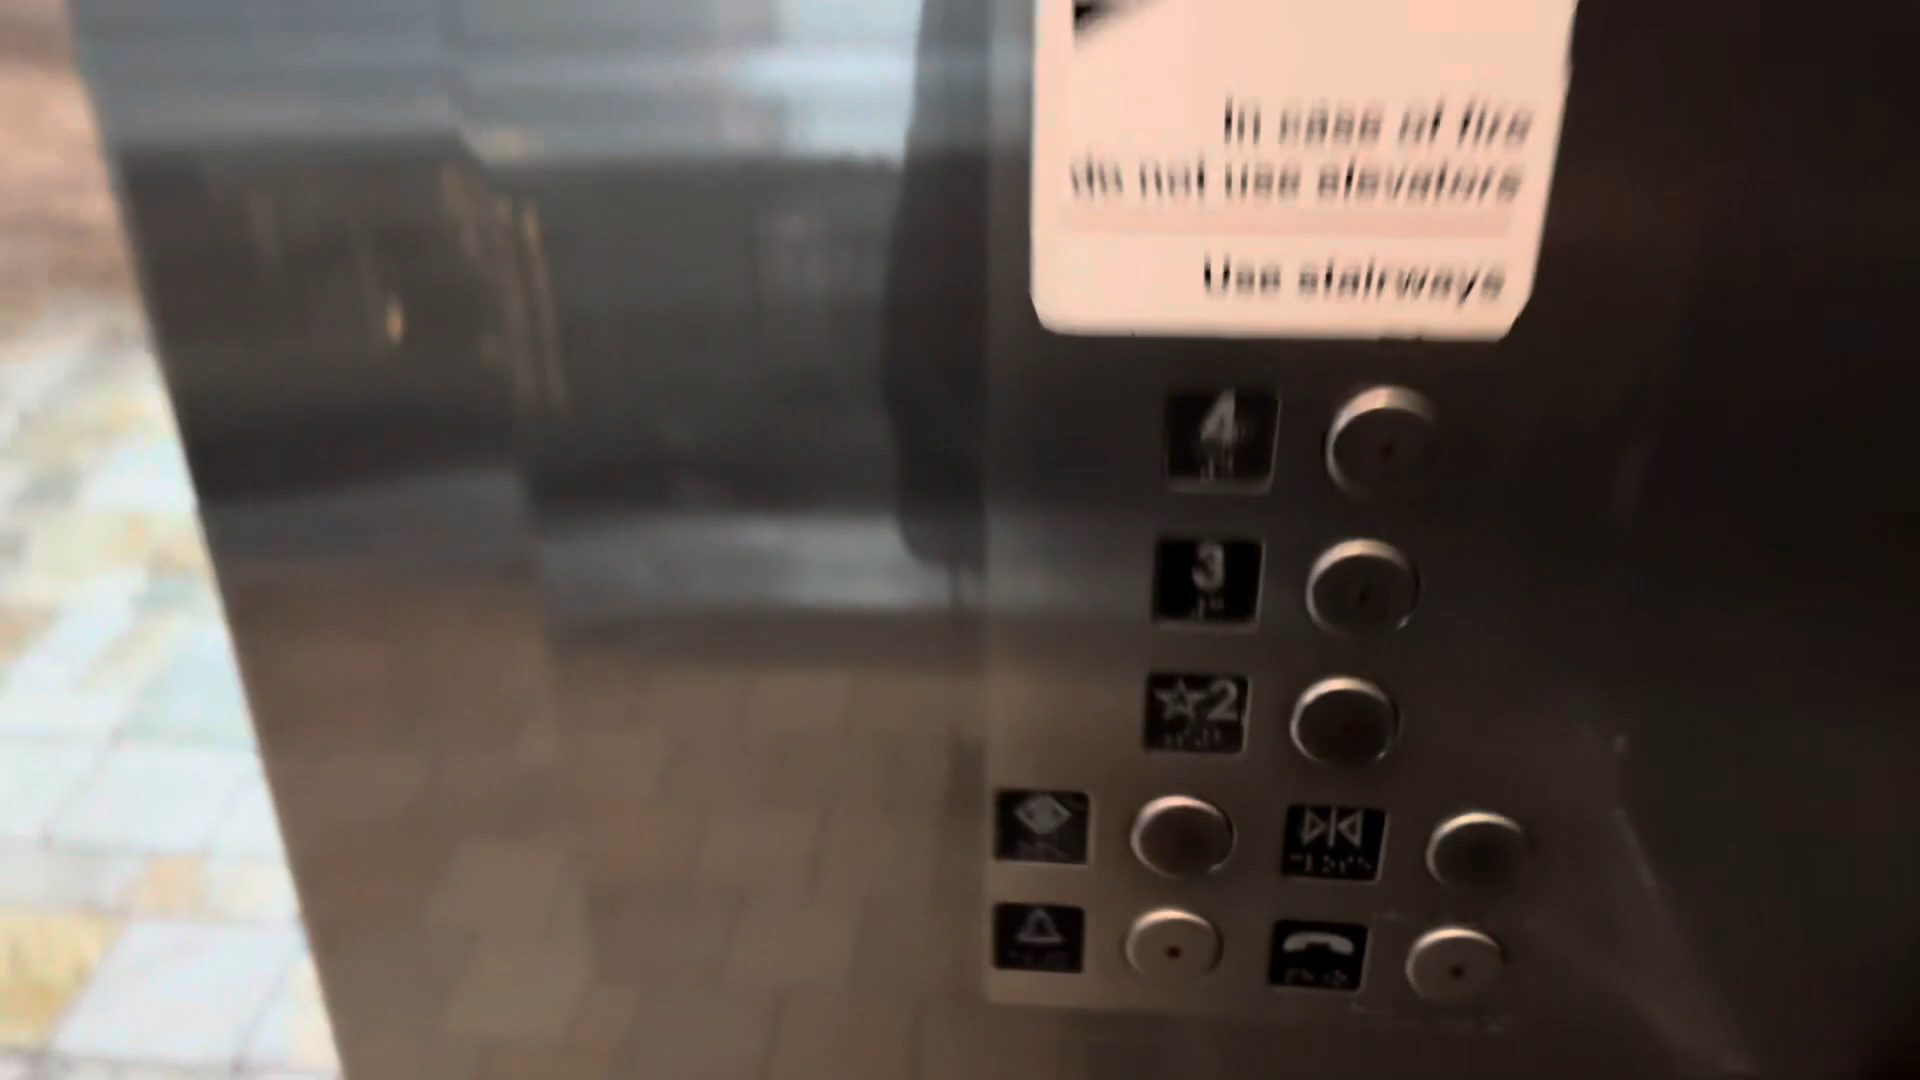 In case of fire
do not use elevators
Use stairways
4
3
☆2